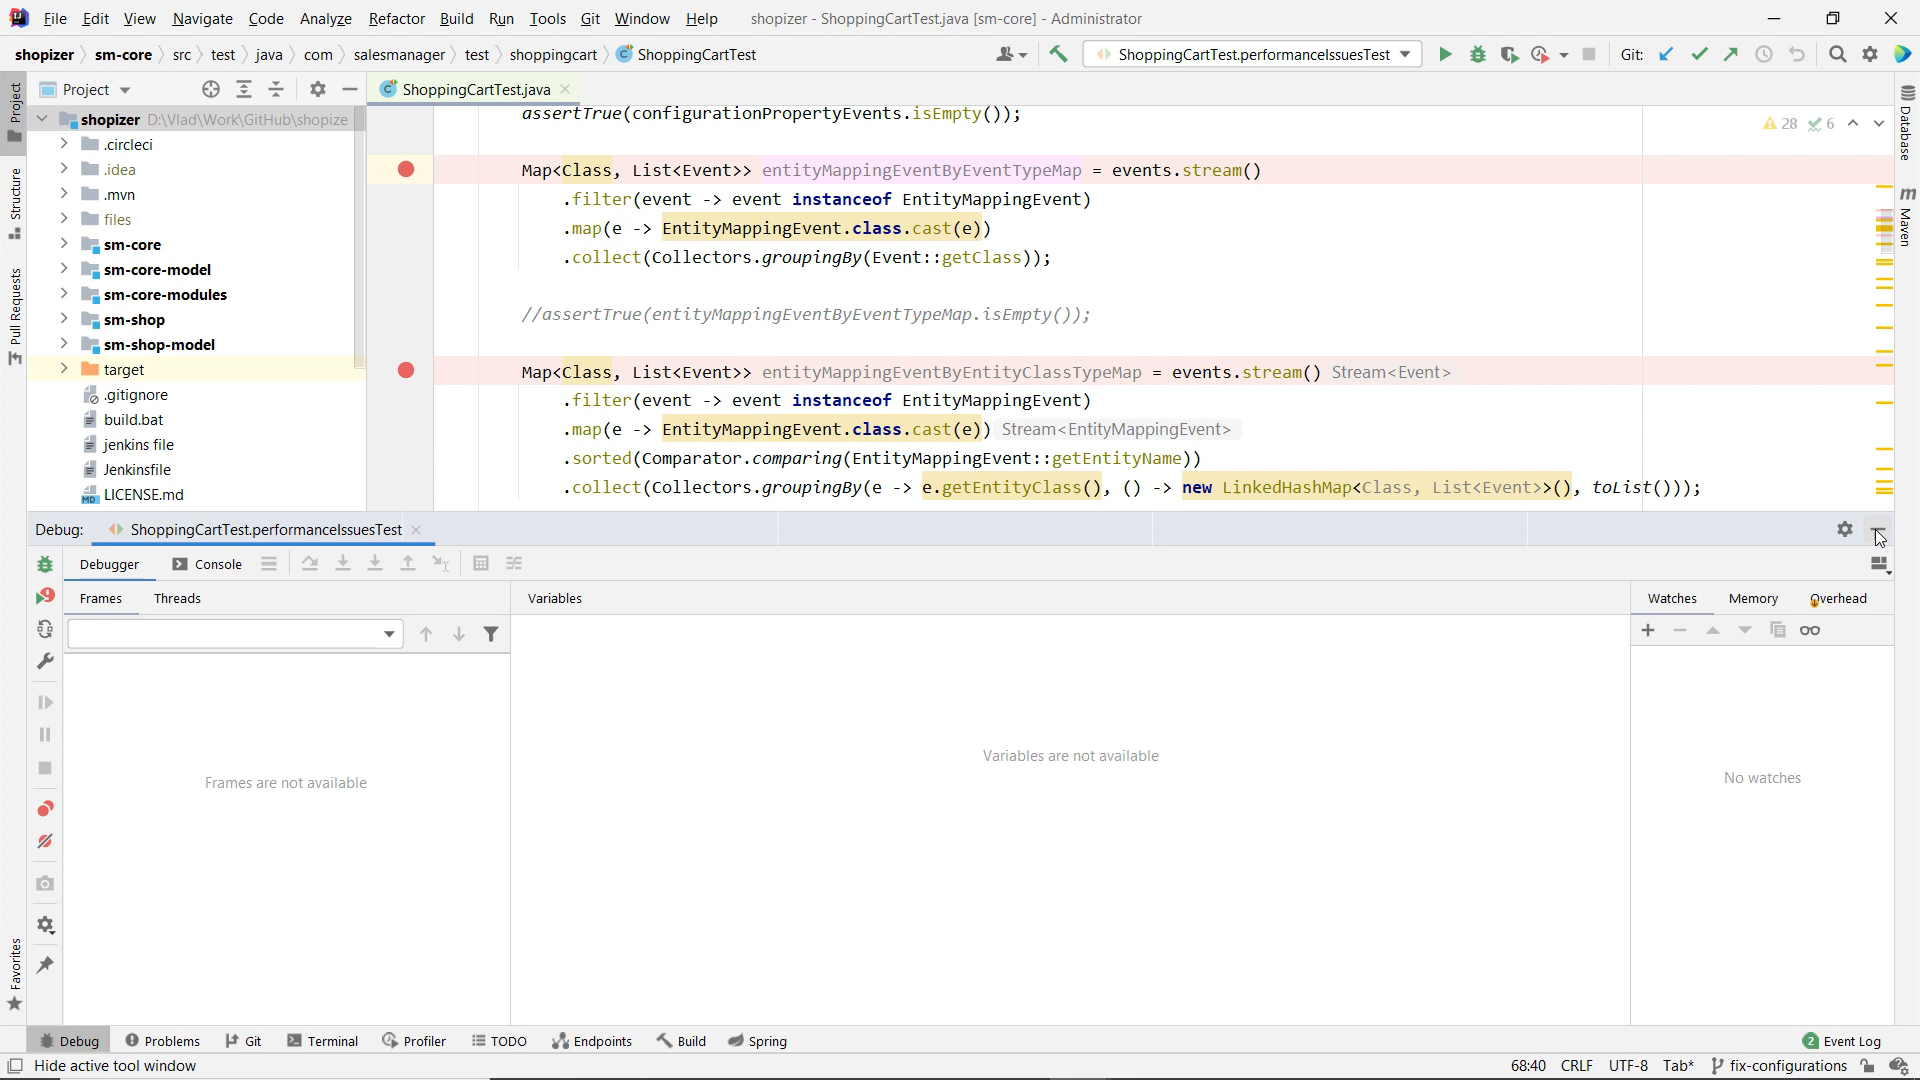 File Edit View Navigate Code Analyze Refactor Build Run Tools Git Window Help shopizer - ShoppingCartTest.java [sm-core] - Administrator
shopizer sm-core src test java com salesmanager test shoppingcart ShoppingCartTest ShoppingCartTest.performanceIssuesTest Git:
Project ShoppingCartTest.java
Project
Structure
Pull Requests
Favorites
Database
Maven
shopizer D:\Vlad\Work\GitHub\shopize
.circleci
.idea
.mvn
files
sm-core
sm-core-model
sm-core-modules
sm-shop
sm-shop-model
target
.gitignore
build.bat
jenkins file
Jenkinsfile
LICENSE.md
28 6
assertTrue(configurationPropertyEvents.isEmpty());
Map<Class, List<Event>> entityMappingEventByEventTypeMap = events.stream()
.filter(event -> event instanceof EntityMappingEvent)
.map(e -> EntityMappingEvent.class.cast(e))
.collect(Collectors.groupingBy(Event::getClass));
//assertTrue(entityMappingEventByEventTypeMap.isEmpty());
Map<Class, List<Event>> entityMappingEventByEntityClassTypeMap = events.stream() Stream<Event>
.filter(event -> event instanceof EntityMappingEvent)
.map(e -> EntityMappingEvent.class.cast(e)) Stream<EntityMappingEvent>
.sorted(Comparator.comparing(EntityMappingEvent::getEntityName))
.collect(Collectors.groupingBy(e -> e.getEntityClass(), () -> new LinkedHashMap<Class, List<Event>>(), toList()));
Debug: ShoppingCartTest.performanceIssuesTest
Debugger Console
Frames Threads Variables Watches Memory Overhead
9
Frames are not available
Variables are not available
No watches
Debug Problems Git Terminal Profiler TODO Endpoints Build Spring 2 Event Log
Hide active tool window 68:40 CRLF UTF-8 Tab* fix-configurations